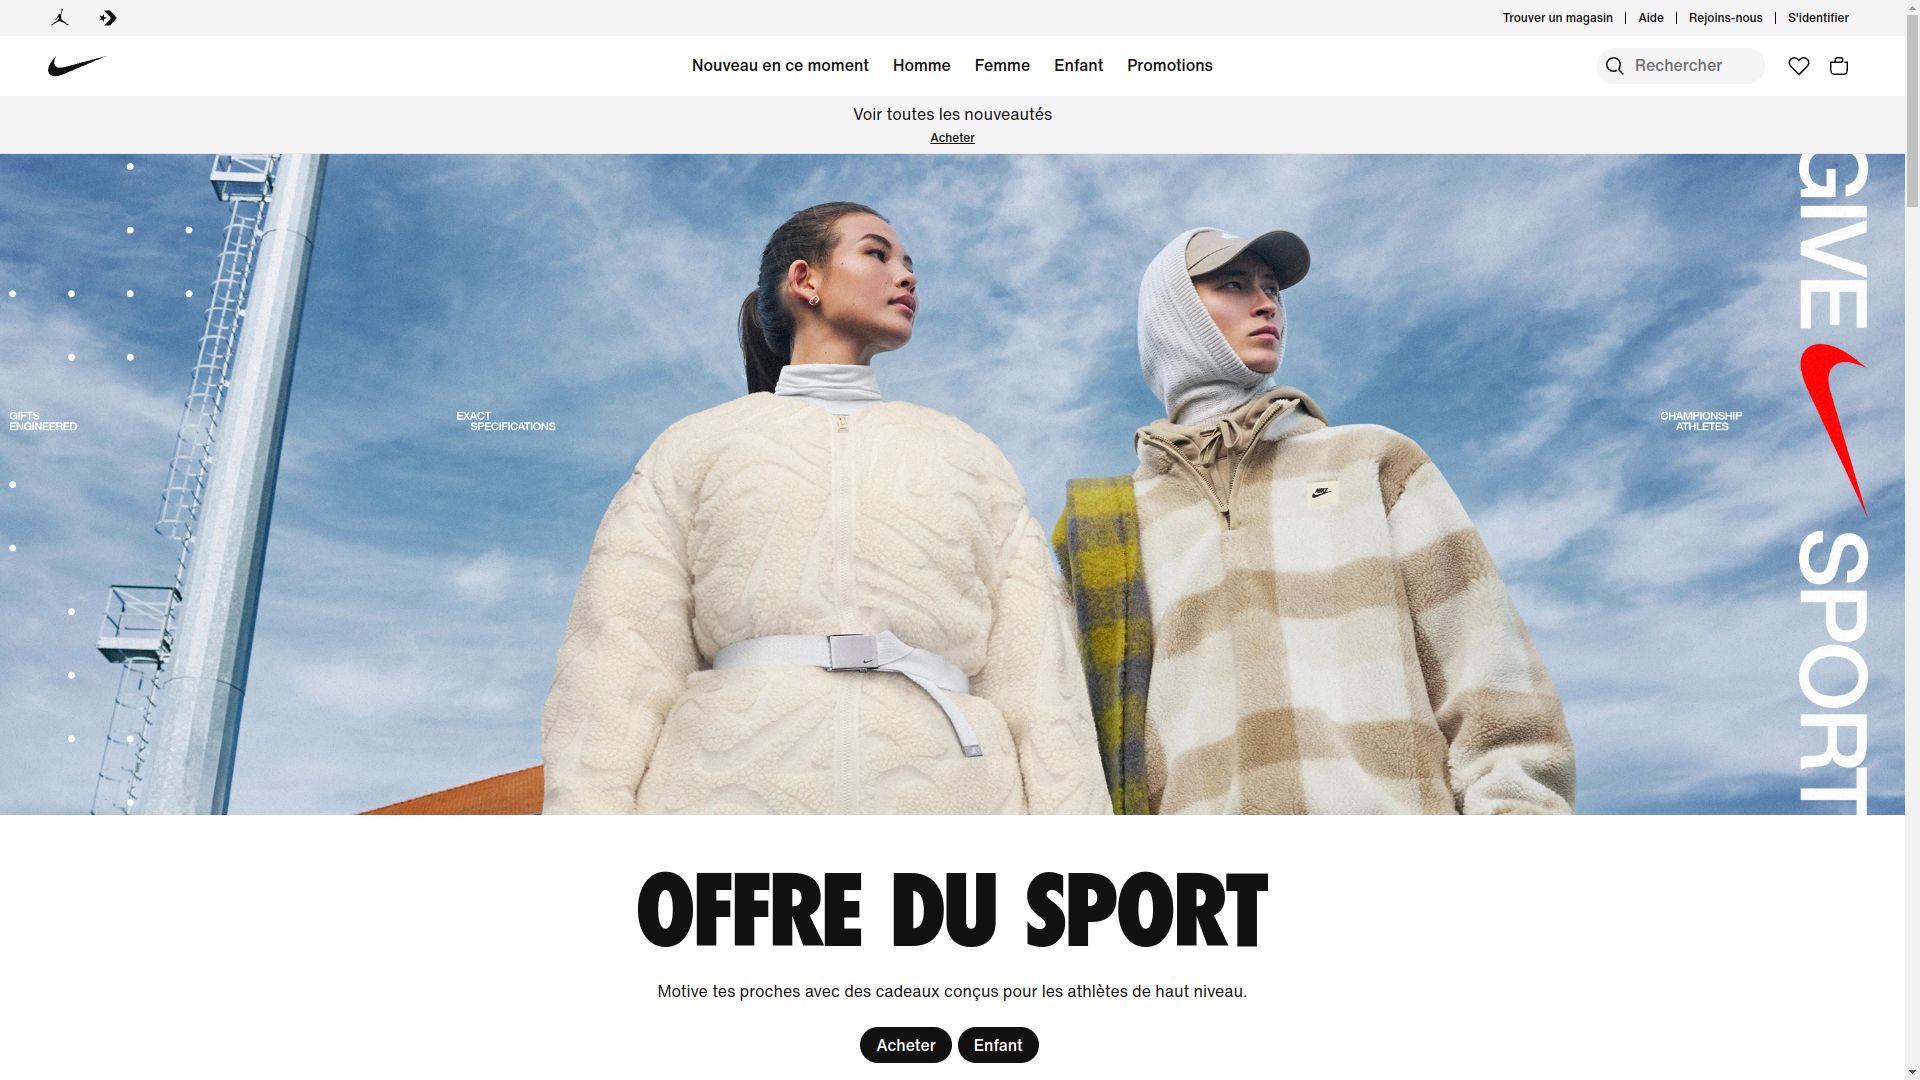 Trouver un magasin
Aide
Rejoins-nous
S'identifier
Nouveau en ce moment
Homme
Femme
Enfant
Promotions
Rechercher
Voir toutes les nouveautés
Acheter
GIFTS
ENGINEERED
EXACT
SPECIFICATIONS
CHAMPIONSHIP
ATHLETES
GIVE
SPORT
OFFRE DU SPORT
Motive tes proches avec des cadeaux conçus pour les athlètes de haut niveau.
Acheter
Enfant